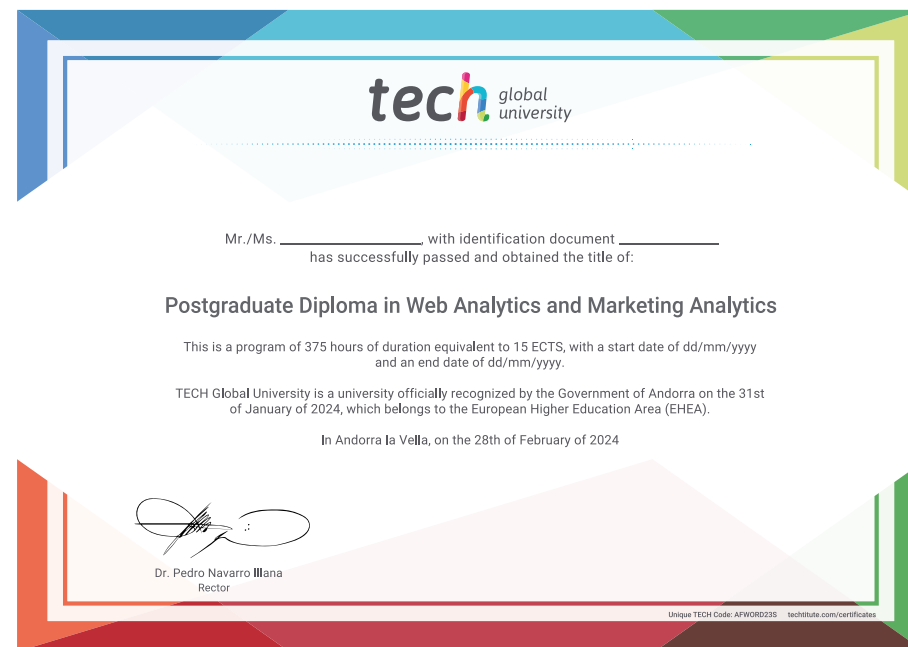 tech global university
Mr./Ms. ____________________, with identification document ______________
has successfully passed and obtained the title of:
Postgraduate Diploma in Web Analytics and Marketing Analytics
This is a program of 375 hours of duration equivalent to 15 ECTS, with a start date of dd/mm/yyyy
and an end date of dd/mm/yyyy.
TECH Global University is a university officially recognized by the Government of Andorra on the 31st
of January of 2024, which belongs to the European Higher Education Area (EHEA).
In Andorra la Vella, on the 28th of February of 2024
Dr. Pedro Navarro Illana
Rector
Unique TECH Code: AFWORD23S techtitute.com/certificates